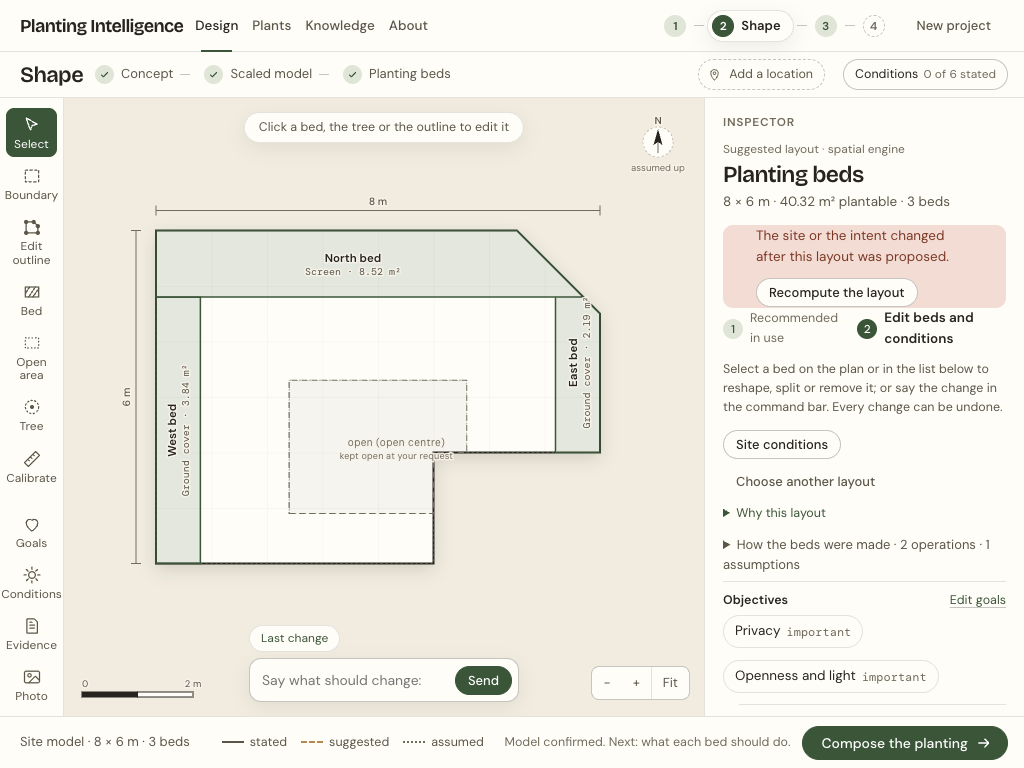 Planting Intelligence Design Plants Knowledge About 1 2 Shape 3 4 New project
Shape Concept Scaled model Planting beds Add a location Conditions 0 of 6 stated
Select
Boundary
Edit
outline
Bed
Open
area
Tree
Calibrate
Goals
Conditions
Evidence
Photo
Click a bed, the tree or the outline to edit it
N
assumed up
8 m
6 m
North bed
Screen · 8.52 m²
West bed
Ground cover · 3.84 m²
East bed
Ground cover · 2.19 m²
open (open centre)
kept open at your request
Last change
Say what should change:
Send
0 2 m
− + Fit
INSPECTOR
Suggested layout · spatial engine
Planting beds
8 × 6 m · 40.32 m² plantable · 3 beds
The site or the intent changed
after this layout was proposed.
Recompute the layout
1 Recommended
in use
2 Edit beds and
conditions
Select a bed on the plan or in the list below to
reshape, split or remove it; or say the change in
the command bar. Every change can be undone.
Site conditions
Choose another layout
Why this layout
How the beds were made · 2 operations · 1
assumptions
Objectives Edit goals
Privacy important
Openness and light important
Site model · 8 × 6 m · 3 beds stated suggested assumed Model confirmed. Next: what each bed should do. Compose the planting →